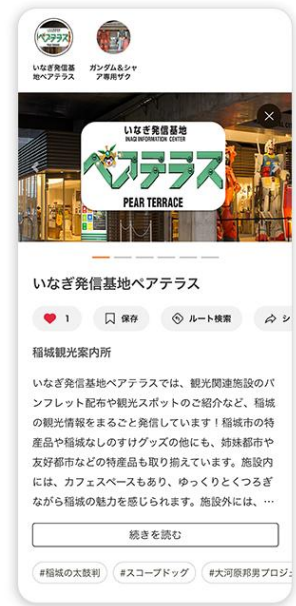 いなぎ発信基
地ペアテラス
ガンダム&シャ
ア専用ザク
いなぎ発信基地
INAGI INFORMATION CENTER
ペアテラス
PEAR TERRACE
いなぎ発信基地ペアテラス
1
保存
ルート検索
シ
稲城観光案内所
いなぎ発信基地ペアテラスでは、観光関連施設のパ
ンフレット配布や観光スポットのご紹介など、稲城
の観光情報をまるごと発信しています！稲城市の特
産品や稲城なしのすけグッズの他にも、姉妹都市や
友好都市などの特産品も取り揃えています。施設内
には、カフェスペースもあり、ゆっくりとくつろぎ
ながら稲城の魅力を感じられます。施設外には、…
続きを読む
#稲城の太鼓判
#スコープドッグ
#大河原邦男プロジェ